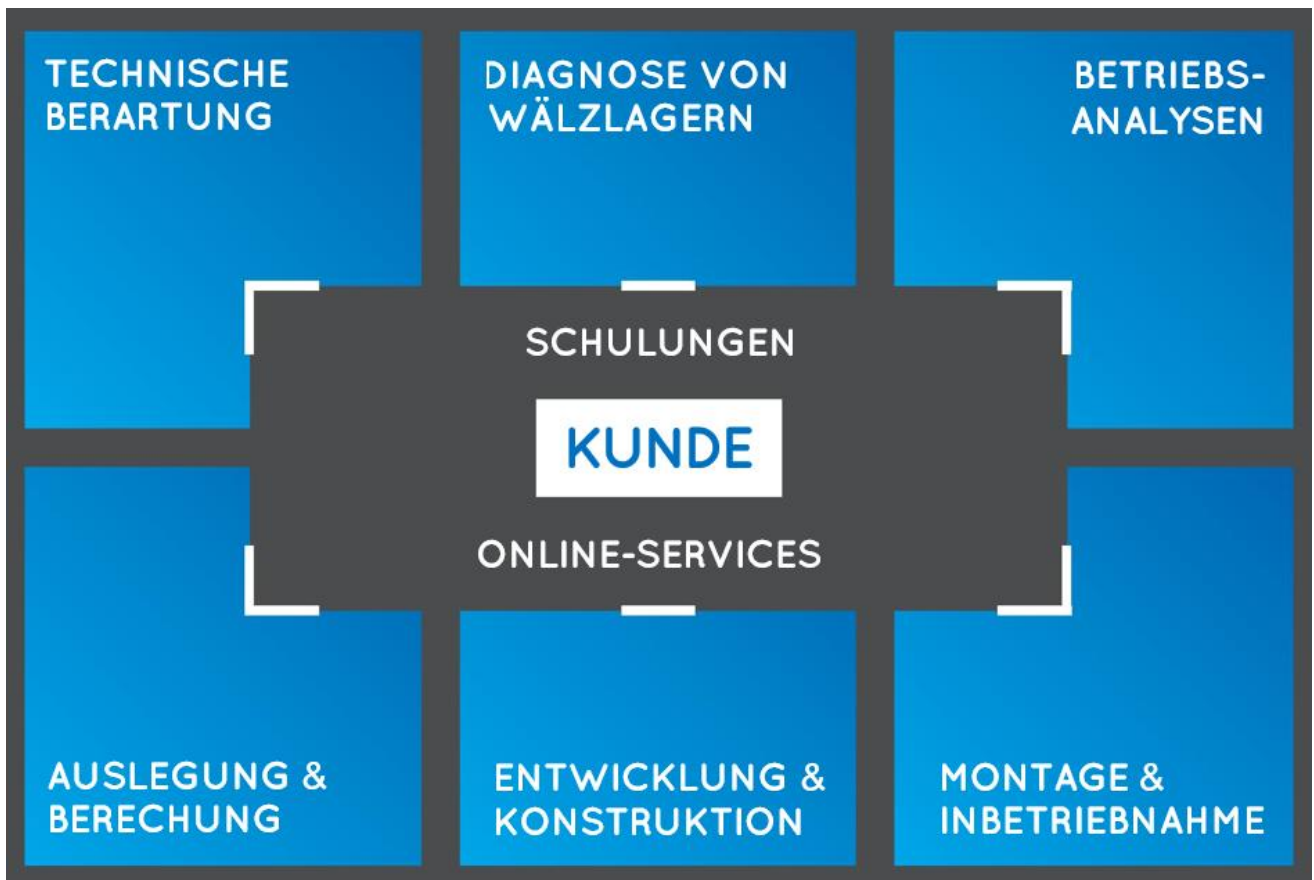 TECHNISCHE
BERARTUNG
DIAGNOSE VON
WÄLZLAGERN
BETRIEBS-
ANALYSEN
SCHULUNGEN
KUNDE
ONLINE-SERVICES
AUSLEGUNG &
BERECHUNG
ENTWICKLUNG &
KONSTRUKTION
MONTAGE &
INBETRIEBNAHME